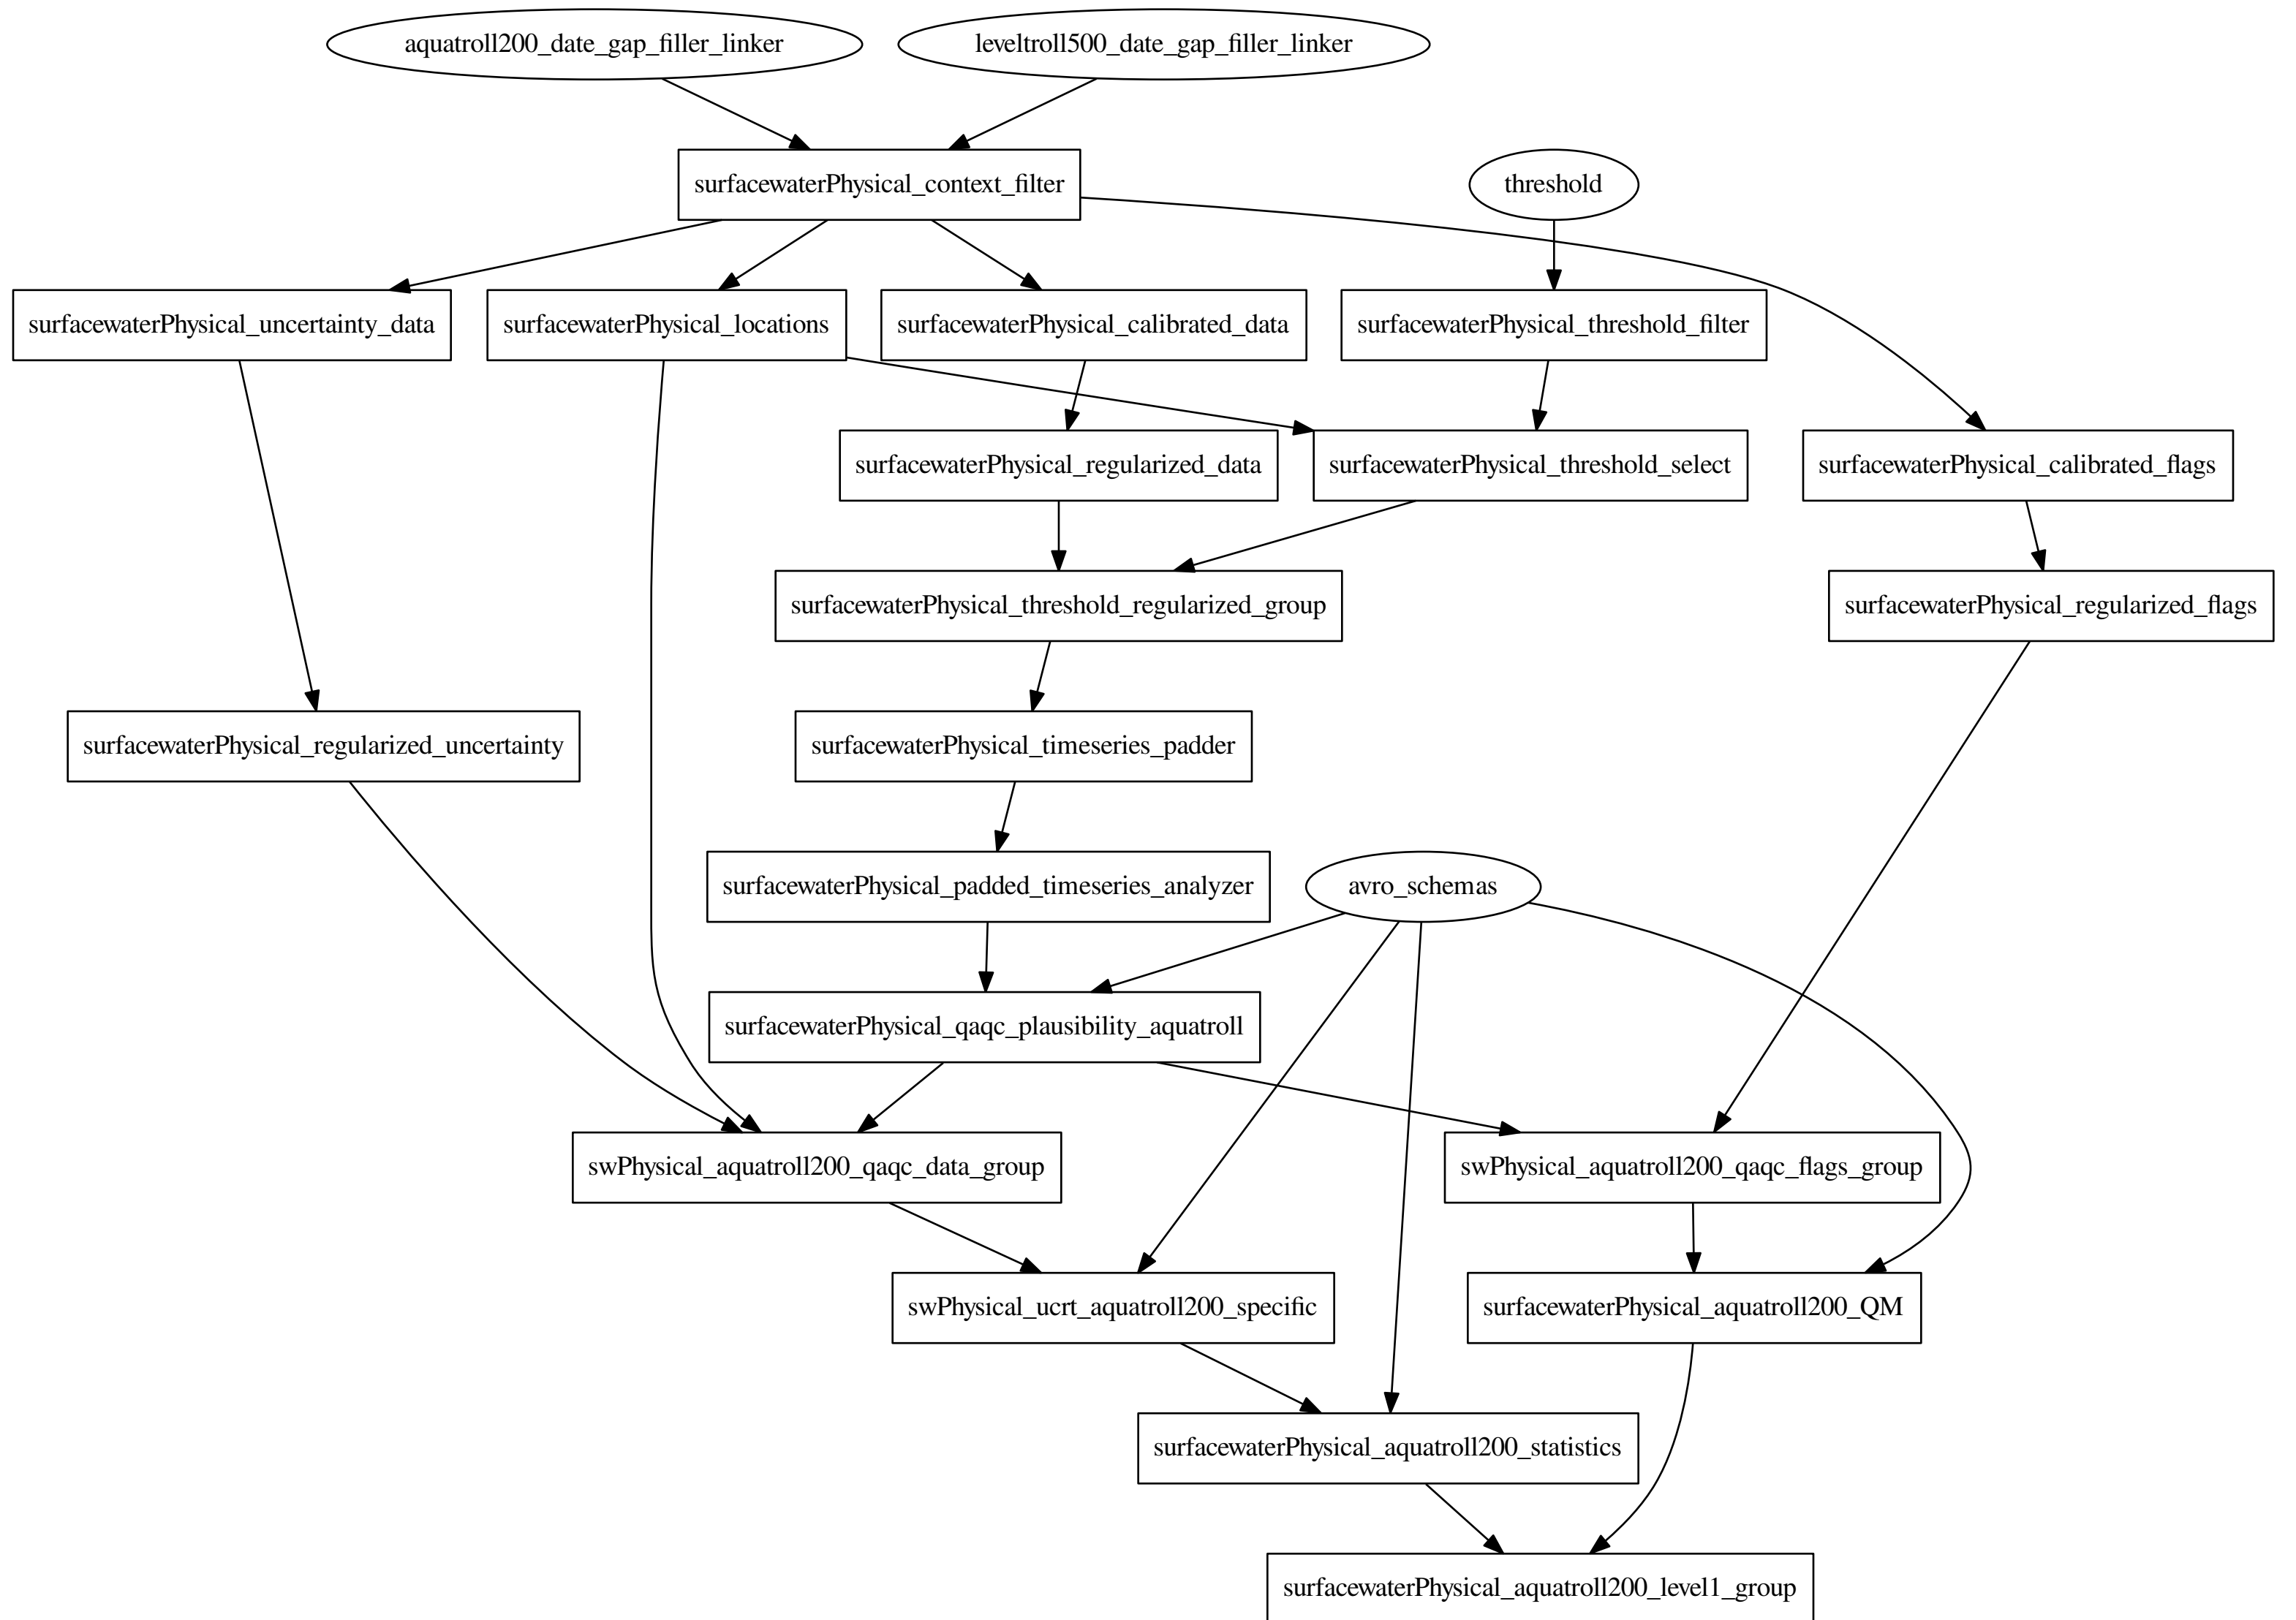 aquatroll200_date_gap_filler_linker
leveltroll500_date_gap_filler_linker
surfacewaterPhysical_context_filter
threshold
surfacewaterPhysical_uncertainty_data
surfacewaterPhysical_locations
surfacewaterPhysical_calibrated_data
surfacewaterPhysical_threshold_filter
surfacewaterPhysical_regularized_data
surfacewaterPhysical_threshold_select
surfacewaterPhysical_calibrated_flags
surfacewaterPhysical_threshold_regularized_group
surfacewaterPhysical_regularized_flags
surfacewaterPhysical_regularized_uncertainty
surfacewaterPhysical_timeseries_padder
surfacewaterPhysical_padded_timeseries_analyzer
avro_schemas
surfacewaterPhysical_qaqc_plausibility_aquatroll
swPhysical_aquatroll200_qaqc_data_group
swPhysical_aquatroll200_qaqc_flags_group
swPhysical_ucrt_aquatroll200_specific
surfacewaterPhysical_aquatroll200_QM
surfacewaterPhysical_aquatroll200_statistics
surfacewaterPhysical_aquatroll200_level1_group